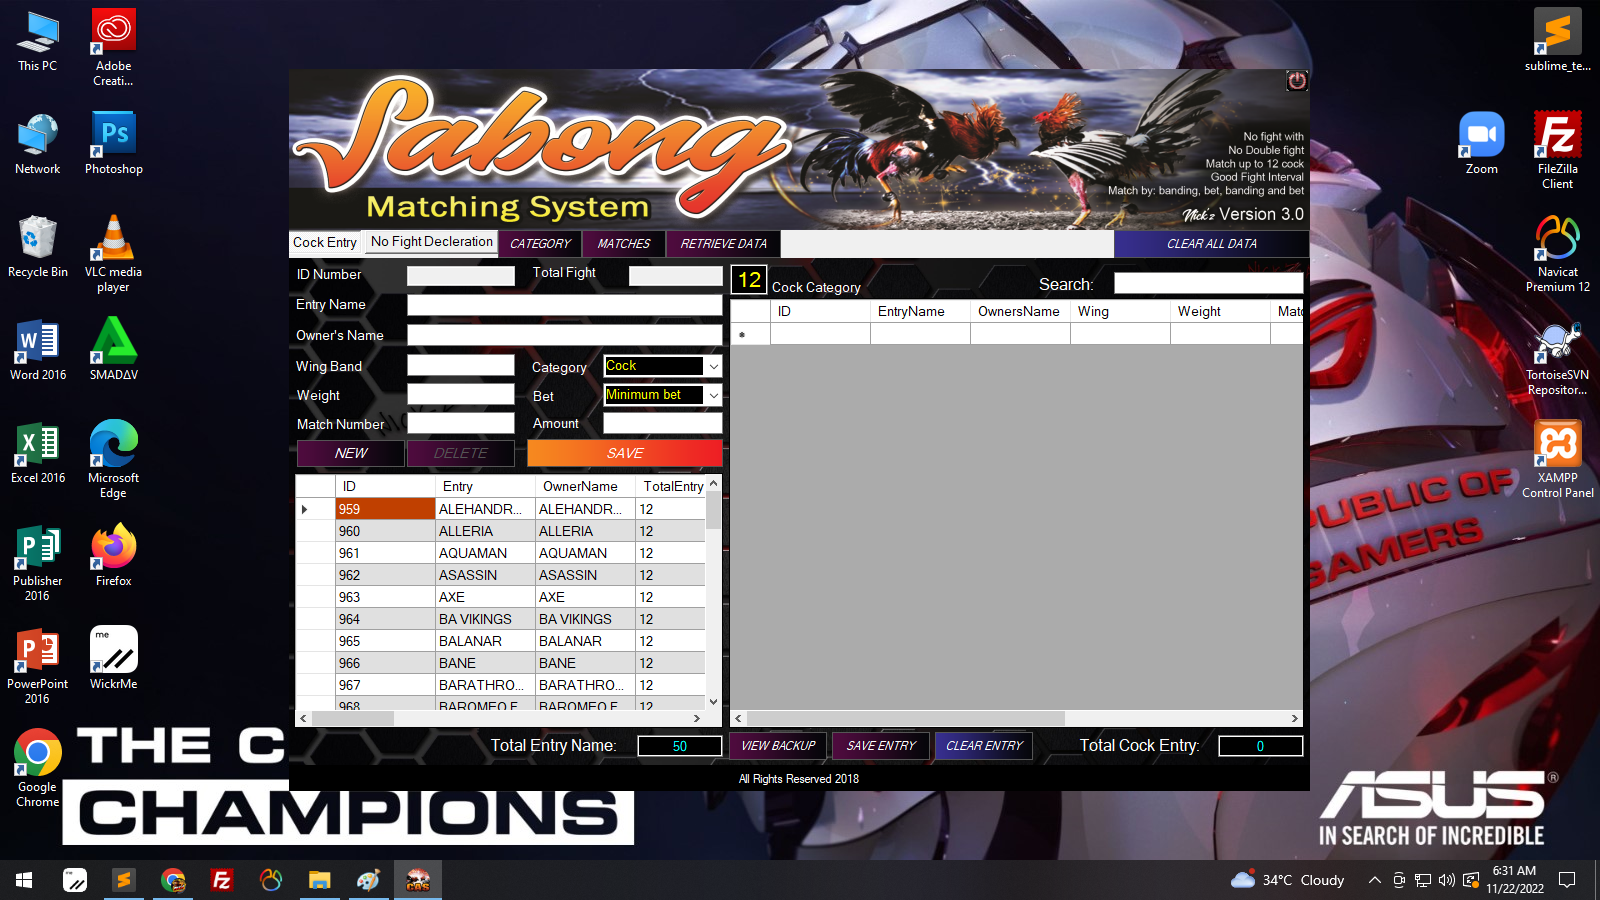 This PC
Adobe
Creati...
Network
Ps
Photoshop
Recycle Bin
VLC media
player
Word 2016
SMADΔV
Excel 2016
Microsoft
Edge
Publisher
2016
Firefox
PowerPoint
2016
me
WickrMe
Google
Chrome
sublime_te...
Zoom
FileZilla
Client
Navicat
Premium 12
TortoiseSVN
Repositor...
XAMPP
Control Panel
Sabong
Matching System
No fight with
No Double fight
Match up to 12 cock
Good Fight Interval
Match by: banding, bet, banding and bet
Nick'z Version 3.0
Cock Entry No Fight Decleration CATEGORY MATCHES RETRIEVE DATA CLEAR ALL DATA
ID Number Total Fight
Entry Name
Owner's Name
Wing Band Category Cock
Weight Bet Minimum bet
Match Number Amount
NEW DELETE SAVE
12 Cock Category Search:
ID EntryName OwnersName Wing Weight Matc
*
ID Entry OwnerName TotalEntry
959 ALEHANDR... ALEHANDR... 12
960 ALLERIA ALLERIA 12
961 AQUAMAN AQUAMAN 12
962 ASASSIN ASASSIN 12
963 AXE AXE 12
964 BA VIKINGS BA VIKINGS 12
965 BALANAR BALANAR 12
966 BANE BANE 12
967 BARATHRO... BARATHRO... 12
968 BAROMEO F BAROMEO F 12
Total Entry Name: 50 VIEW BACKUP SAVE ENTRY CLEAR ENTRY Total Cock Entry: 0
All Rights Reserved 2018
THE C
CHAMPIONS
PUBLIC OF
GAMERS
ASUS®
IN SEARCH OF INCREDIBLE
34°C Cloudy
6:31 AM
11/22/2022